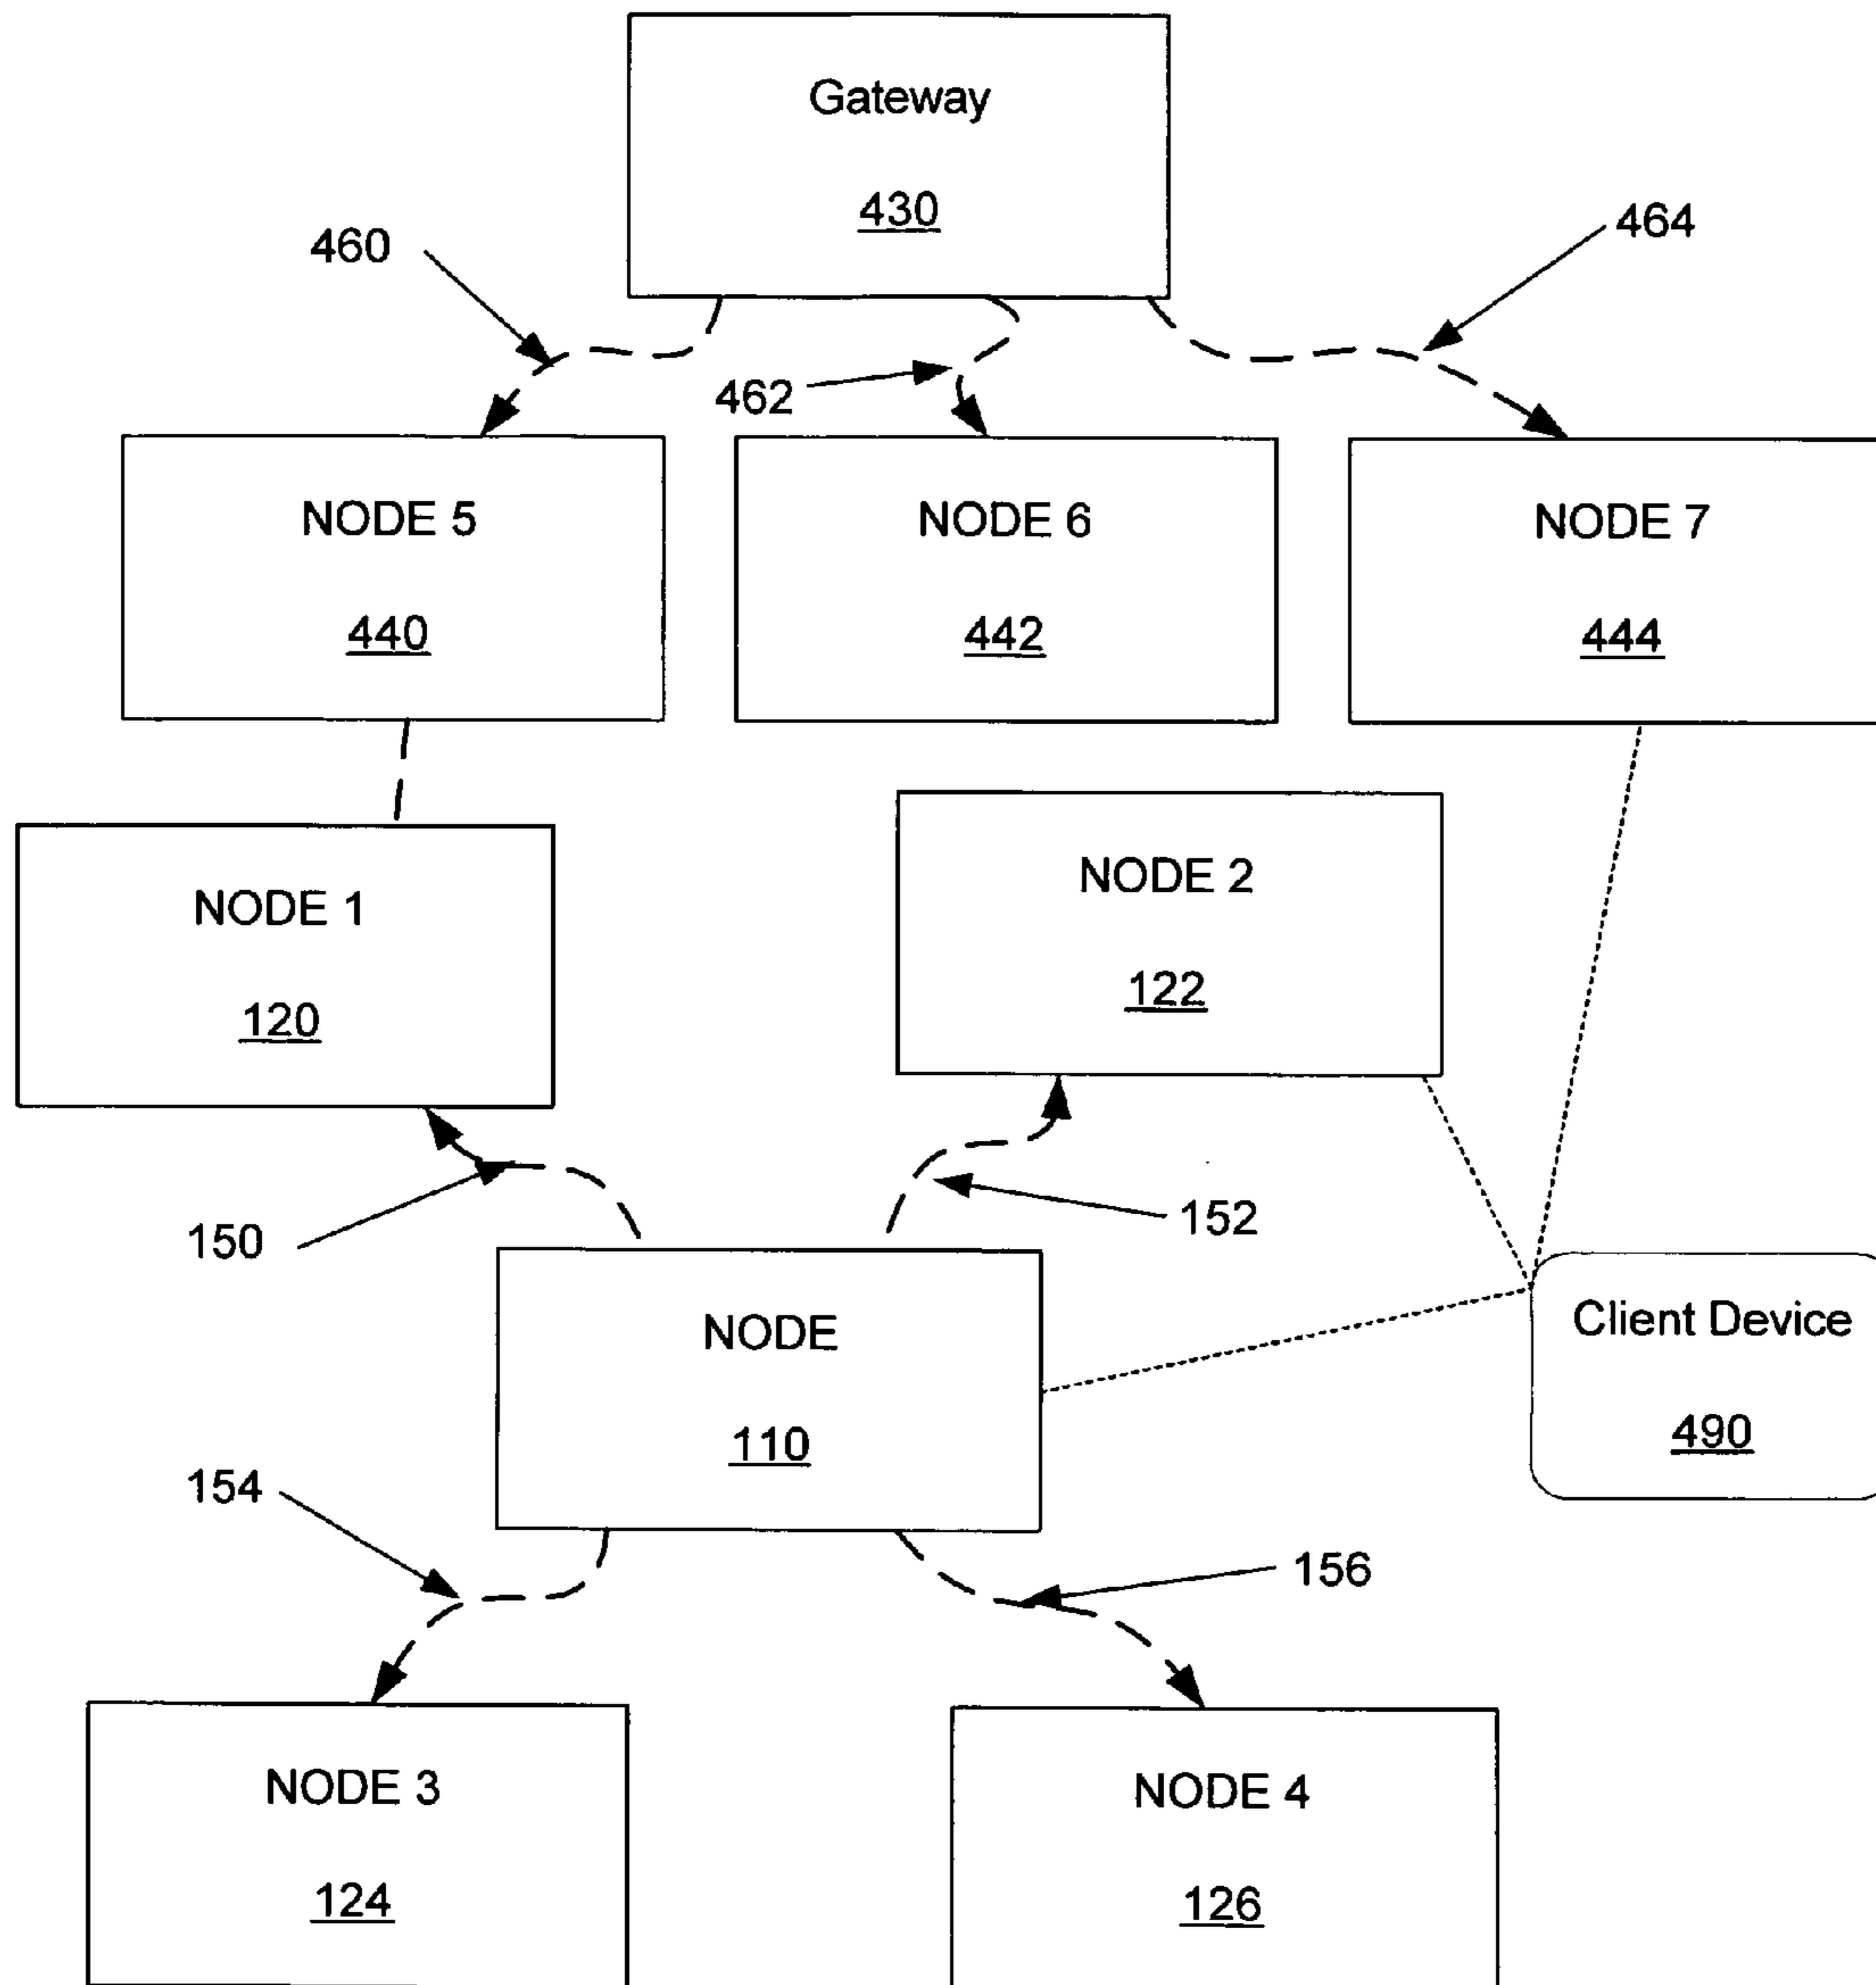 Gateway
430
460
464
462
NODE 5
440
NODE 6
442
NODE 7
444
NODE 1
120
NODE 2
122
150
152
NODE
110
Client Device
490
154
156
NODE 3
124
NODE 4
126